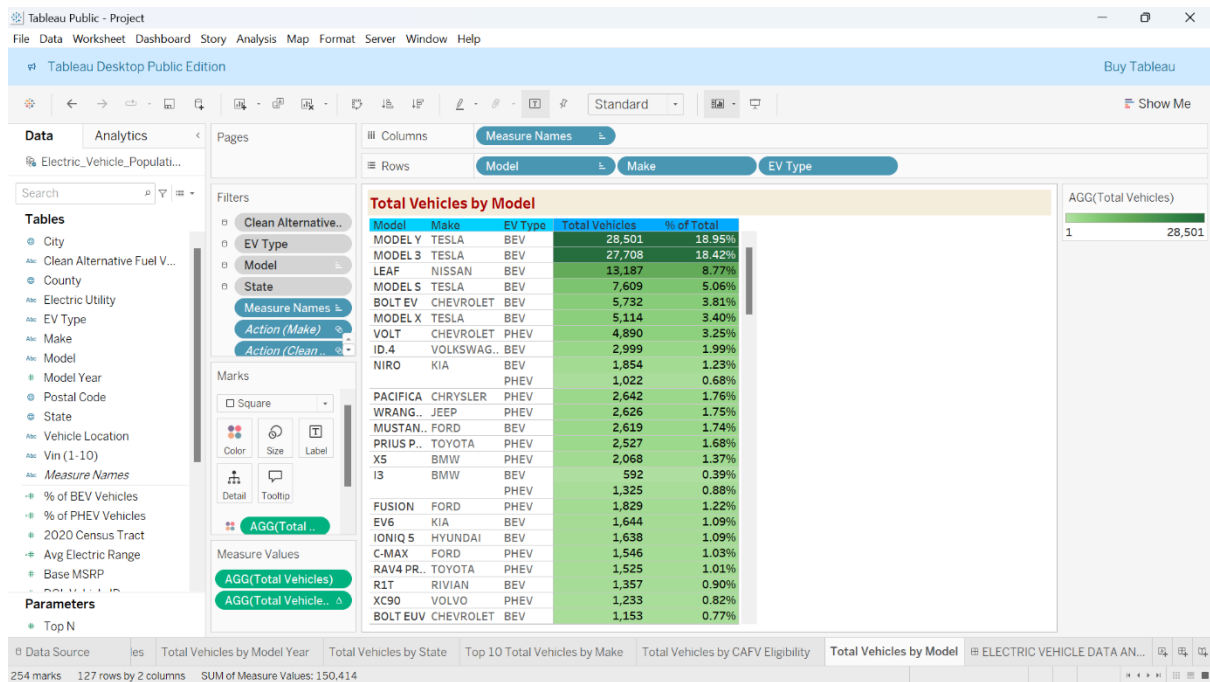 Tableau Public - Project
File Data Worksheet Dashboard Story Analysis Map Format Server Window Help
Tableau Desktop Public Edition
Buy Tableau
Standard
Show Me
Data Analytics
Electric_Vehicle_Populati...
Search
Tables
City
Abc Clean Alternative Fuel V...
County
Abc Electric Utility
Abc EV Type
Abc Make
Abc Model
# Model Year
Postal Code
State
Abc Vehicle Location
Abc Vin (1-10)
Abc Measure Names
# % of BEV Vehicles
# % of PHEV Vehicles
# 2020 Census Tract
# Avg Electric Range
# Base MSRP
Parameters
# Top N
Pages
Filters
Clean Alternative..
EV Type
Model
State
Measure Names
Action (Make)
Action (Clean ..
Marks
Square
Color Size Label
Detail Tooltip
AGG(Total ..
Measure Values
AGG(Total Vehicles)
AGG(Total Vehicle..
Columns Measure Names
Rows Model Make EV Type
Total Vehicles by Model
Model Make EV Type Total Vehicles % of Total
MODEL Y TESLA BEV 28,501 18.95%
MODEL 3 TESLA BEV 27,708 18.42%
LEAF NISSAN BEV 13,187 8.77%
MODEL S TESLA BEV 7,609 5.06%
BOLT EV CHEVROLET BEV 5,732 3.81%
MODEL X TESLA BEV 5,114 3.40%
VOLT CHEVROLET PHEV 4,890 3.25%
ID.4 VOLKSWAG.. BEV 2,999 1.99%
NIRO KIA BEV 1,854 1.23%
PHEV 1,022 0.68%
PACIFICA CHRYSLER PHEV 2,642 1.76%
WRANG.. JEEP PHEV 2,626 1.75%
MUSTAN.. FORD BEV 2,619 1.74%
PRIUS P.. TOYOTA PHEV 2,527 1.68%
X5 BMW PHEV 2,068 1.37%
I3 BMW BEV 592 0.39%
PHEV 1,325 0.88%
FUSION FORD PHEV 1,829 1.22%
EV6 KIA BEV 1,644 1.09%
IONIQ 5 HYUNDAI BEV 1,638 1.09%
C-MAX FORD PHEV 1,546 1.03%
RAV4 PR.. TOYOTA PHEV 1,525 1.01%
R1T RIVIAN BEV 1,357 0.90%
XC90 VOLVO PHEV 1,233 0.82%
BOLT EUV CHEVROLET BEV 1,153 0.77%
AGG(Total Vehicles)
1 28,501
Data Source les Total Vehicles by Model Year Total Vehicles by State Top 10 Total Vehicles by Make Total Vehicles by CAFV Eligibility Total Vehicles by Model ELECTRIC VEHICLE DATA AN...
254 marks 127 rows by 2 columns SUM of Measure Values: 150,414